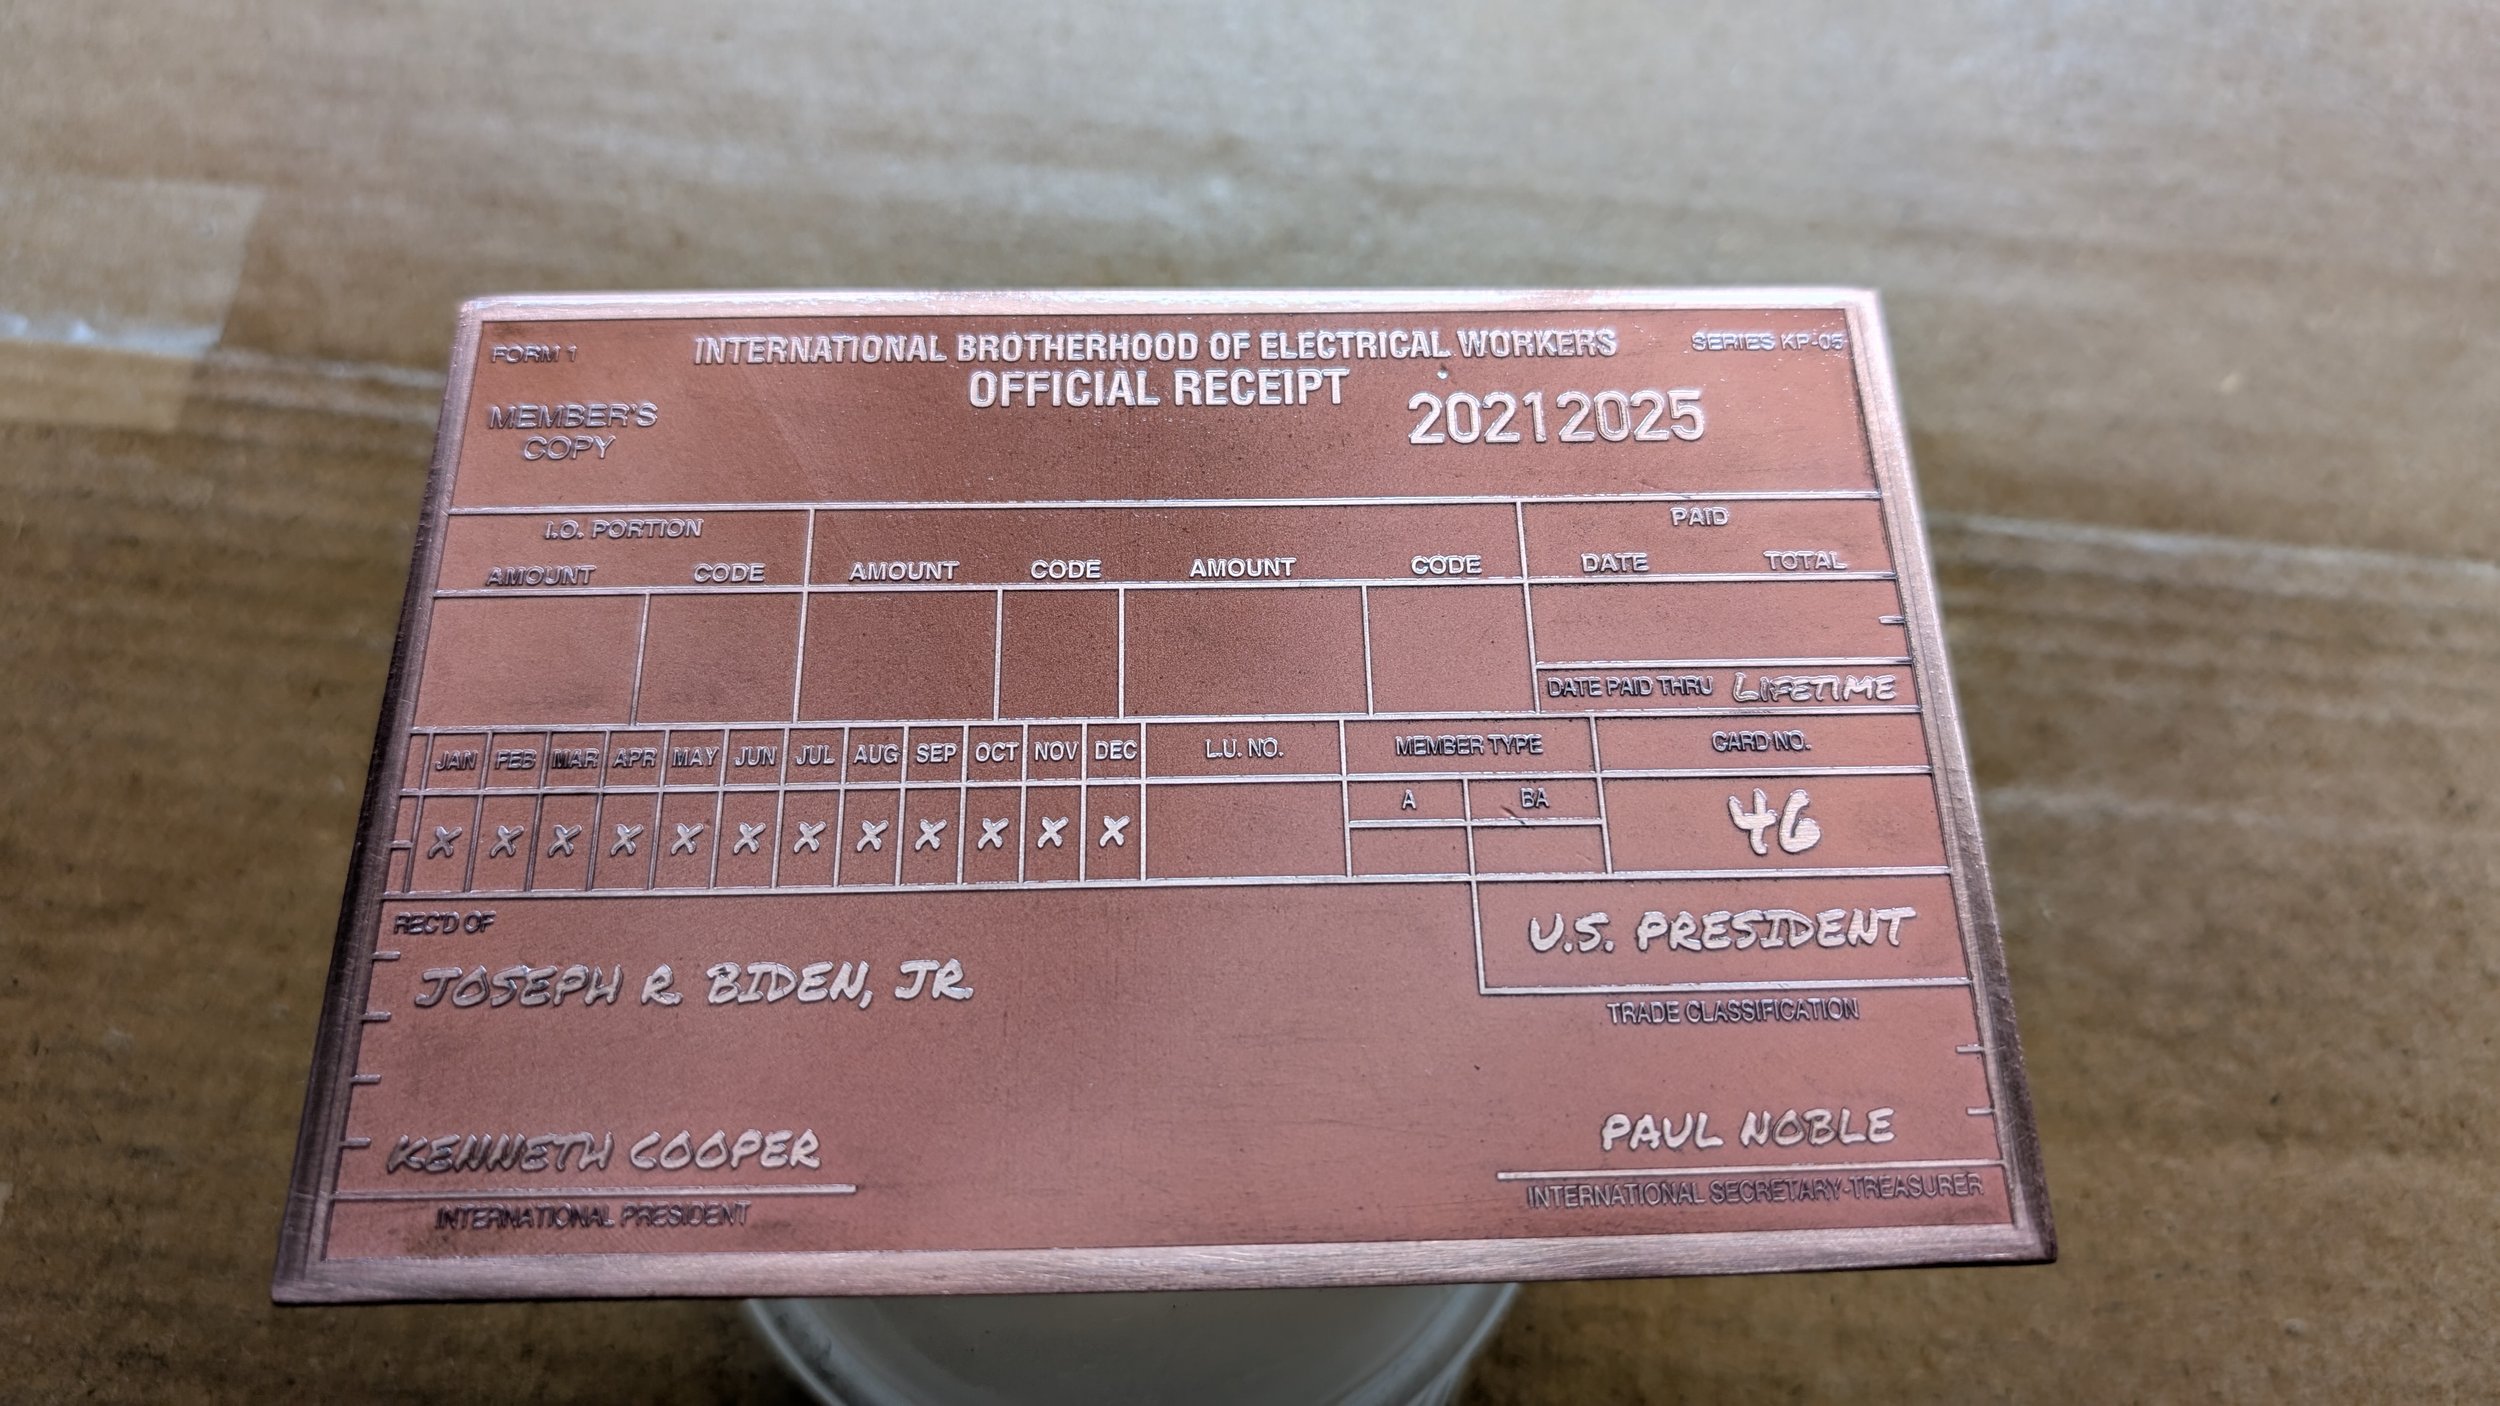 FORM 1 INTERNATIONAL BROTHERHOOD OF ELECTRICAL WORKERS SERIES KP-05
OFFICIAL RECEIPT
MEMBER'S
COPY
20212025
I.O. PORTION PAID
AMOUNT CODE AMOUNT CODE AMOUNT CODE DATE TOTAL
DATE PAID THRU LIFETIME
JAN FEB MAR APR MAY JUN JUL AUG SEP OCT NOV DEC L.U. NO. MEMBER TYPE CARD NO.
A BA
X X X X X X X X X X X X 46
REC'D OF
U.S. PRESIDENT
JOSEPH R. BIDEN, JR.
TRADE CLASSIFICATION
KENNETH COOPER PAUL NOBLE
INTERNATIONAL PRESIDENT INTERNATIONAL SECRETARY-TREASURER